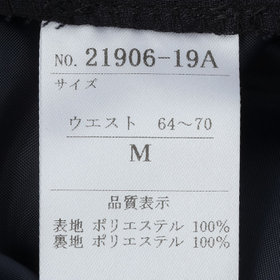 NO. 21906-19A
サイズ
ウエスト 64～70
M
品質表示
表地 ポリエステル 100%
裏地 ポリエステル 100%